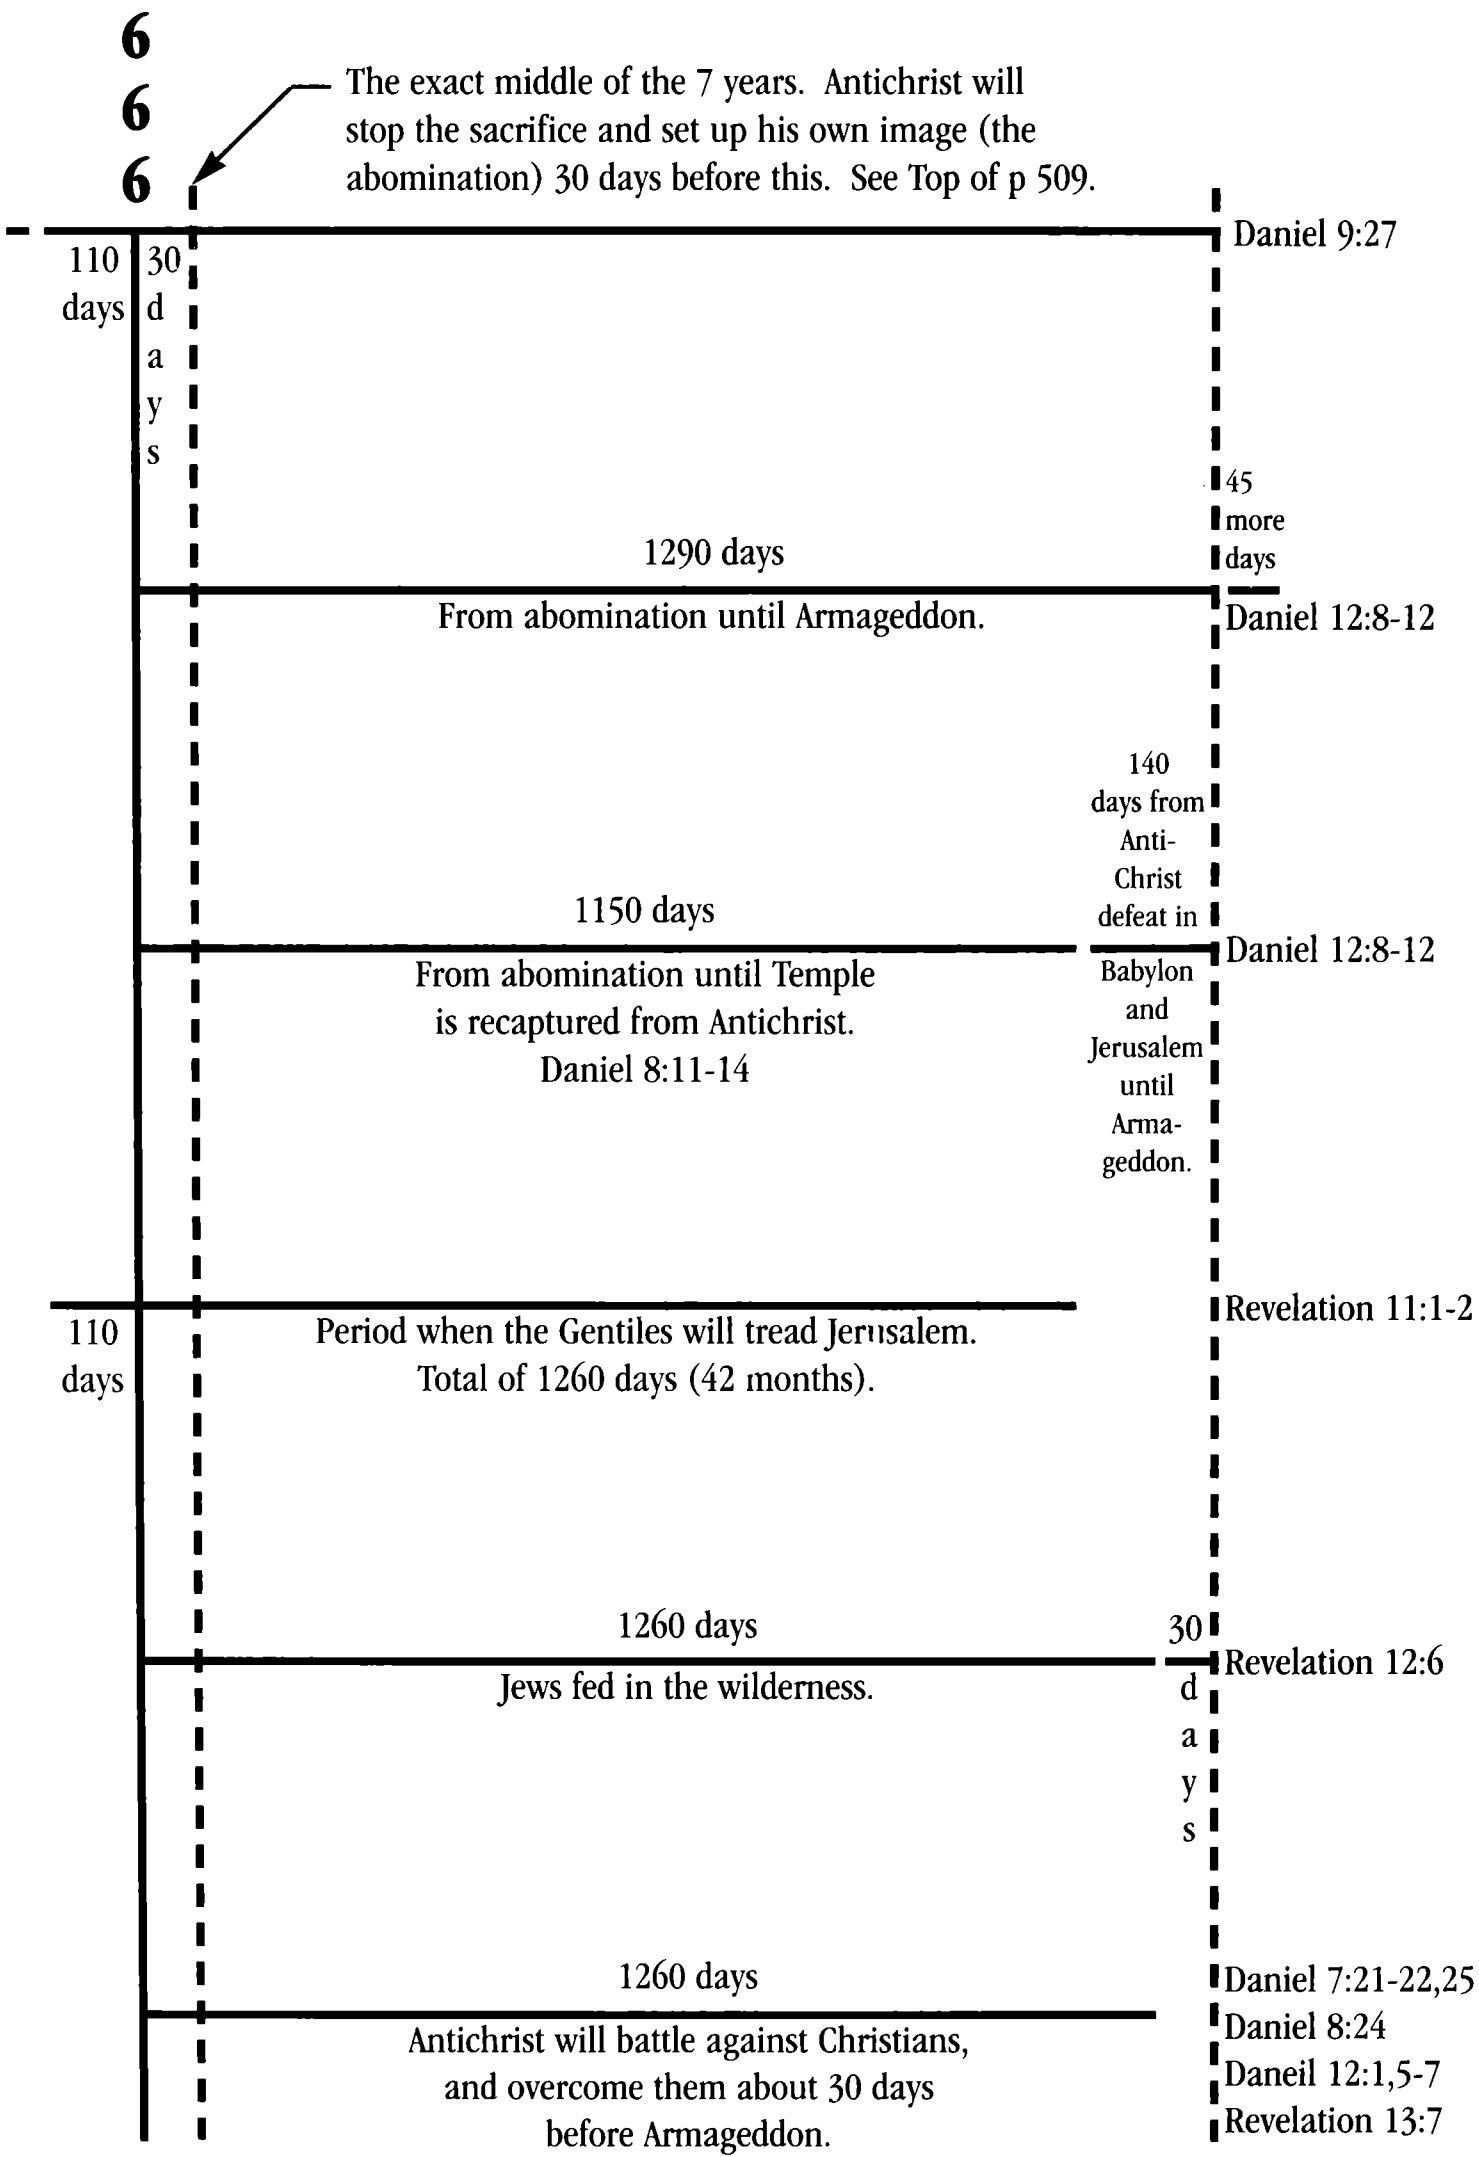 6
6
6
The exact middle of the 7 years. Antichrist will
stop the sacrifice and set up his own image (the
abomination) 30 days before this. See Top of p 509.
Daniel 9:27
110
days
30
d
a
y
s
45
more
days
1290 days
From abomination until Armageddon.
Daniel 12:8-12
140
days from
Anti-
Christ
defeat in
Babylon
and
Jerusalem
until
Arma-
geddon.
1150 days
From abomination until Temple
is recaptured from Antichrist.
Daniel 8:11-14
Daniel 12:8-12
Revelation 11:1-2
110
days
Period when the Gentiles will tread Jerusalem.
Total of 1260 days (42 months).
1260 days
Jews fed in the wilderness.
30
d
a
y
s
Revelation 12:6
1260 days
Antichrist will battle against Christians,
and overcome them about 30 days
before Armageddon.
Daniel 7:21-22,25
Daniel 8:24
Daneil 12:1,5-7
Revelation 13:7